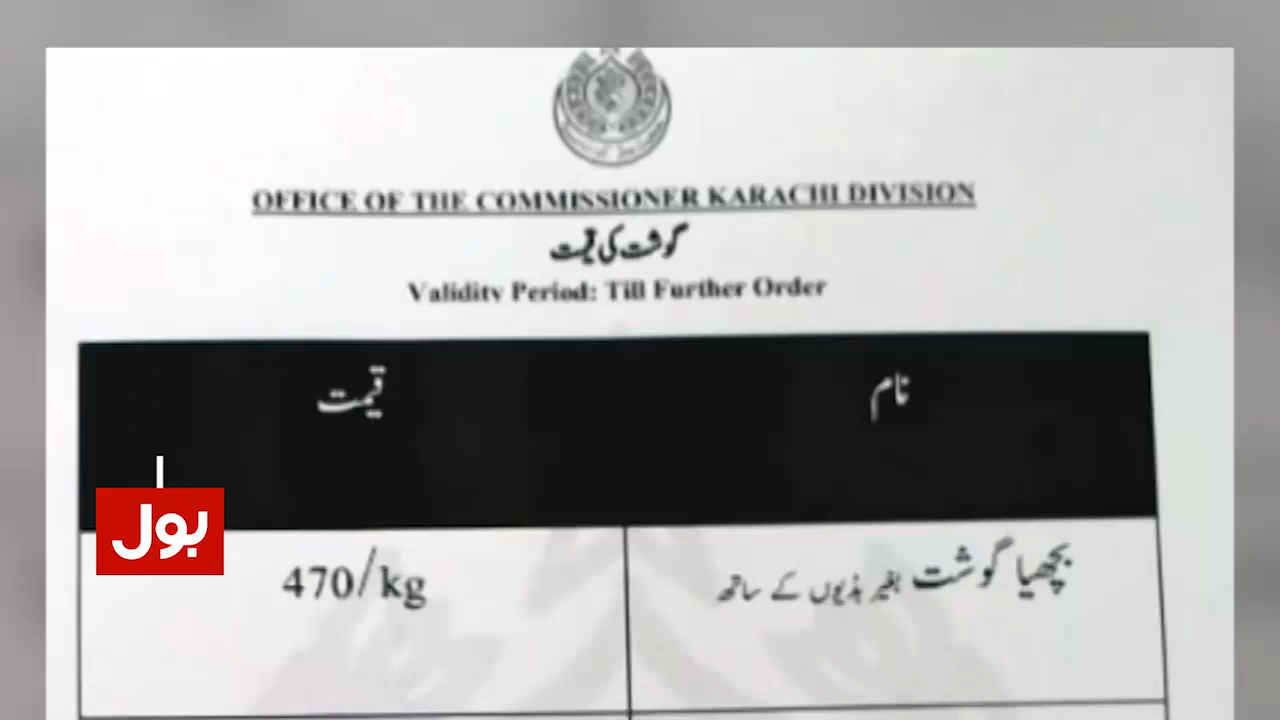 OFFICE OF THE COMMISSIONER KARACHI DIVISION
گوشت کی قیمت
Validity Period: Till Further Order
نام
قیمت
بچھیا گوشت بغیر ہڈیوں کے ساتھ
470/kg
بول